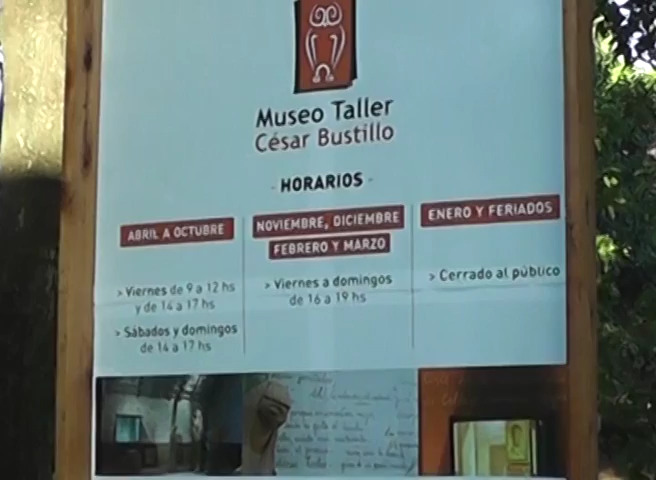 Museo Taller
César Bustillo
- HORARIOS -
ABRIL A OCTUBRE
> Viernes de 9 a 12 hs
y de 14 a 17 hs
> Sábados y domingos
de 14 a 17 hs
NOVIEMBRE, DICIEMBRE
FEBRERO Y MARZO
> Viernes a domingos
de 16 a 19 hs
ENERO Y FERIADOS
> Cerrado al público